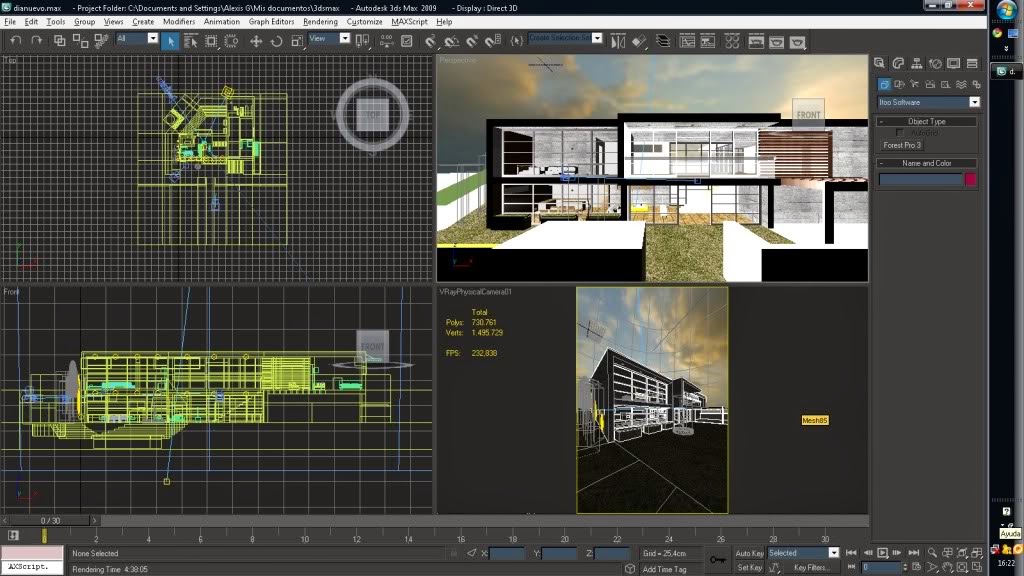 dianuevo.max - Project Folder: C:\Documents and Settings\Alexis G\Mis documentos\3dsmax - Autodesk 3ds Max 2009 - Display : Direct 3D
File Edit Tools Group Views Create Modifiers Animation Graph Editors Rendering Customize MAXScript Help
All View Create Selection Se
Top
TOP
Perspective
FRONT
Itoo Software
Object Type
AutoGrid
Forest Pro 3
Name and Color
Front
FRONT
VRayPhysicalCamera01
Total
Polys: 730.761
Verts: 1.495.729
FPS: 232,838
Mesh85
0 / 30
0 2 4 6 8 10 12 14 16 18 20 22 24 26 28 30
None Selected X: Y: Z: Grid = 25,4cm Auto Key Selected
AXScript. Rendering Time 4:38:05 Add Time Tag Set Key Key Filters... 0
d.
Ayuda
16:22